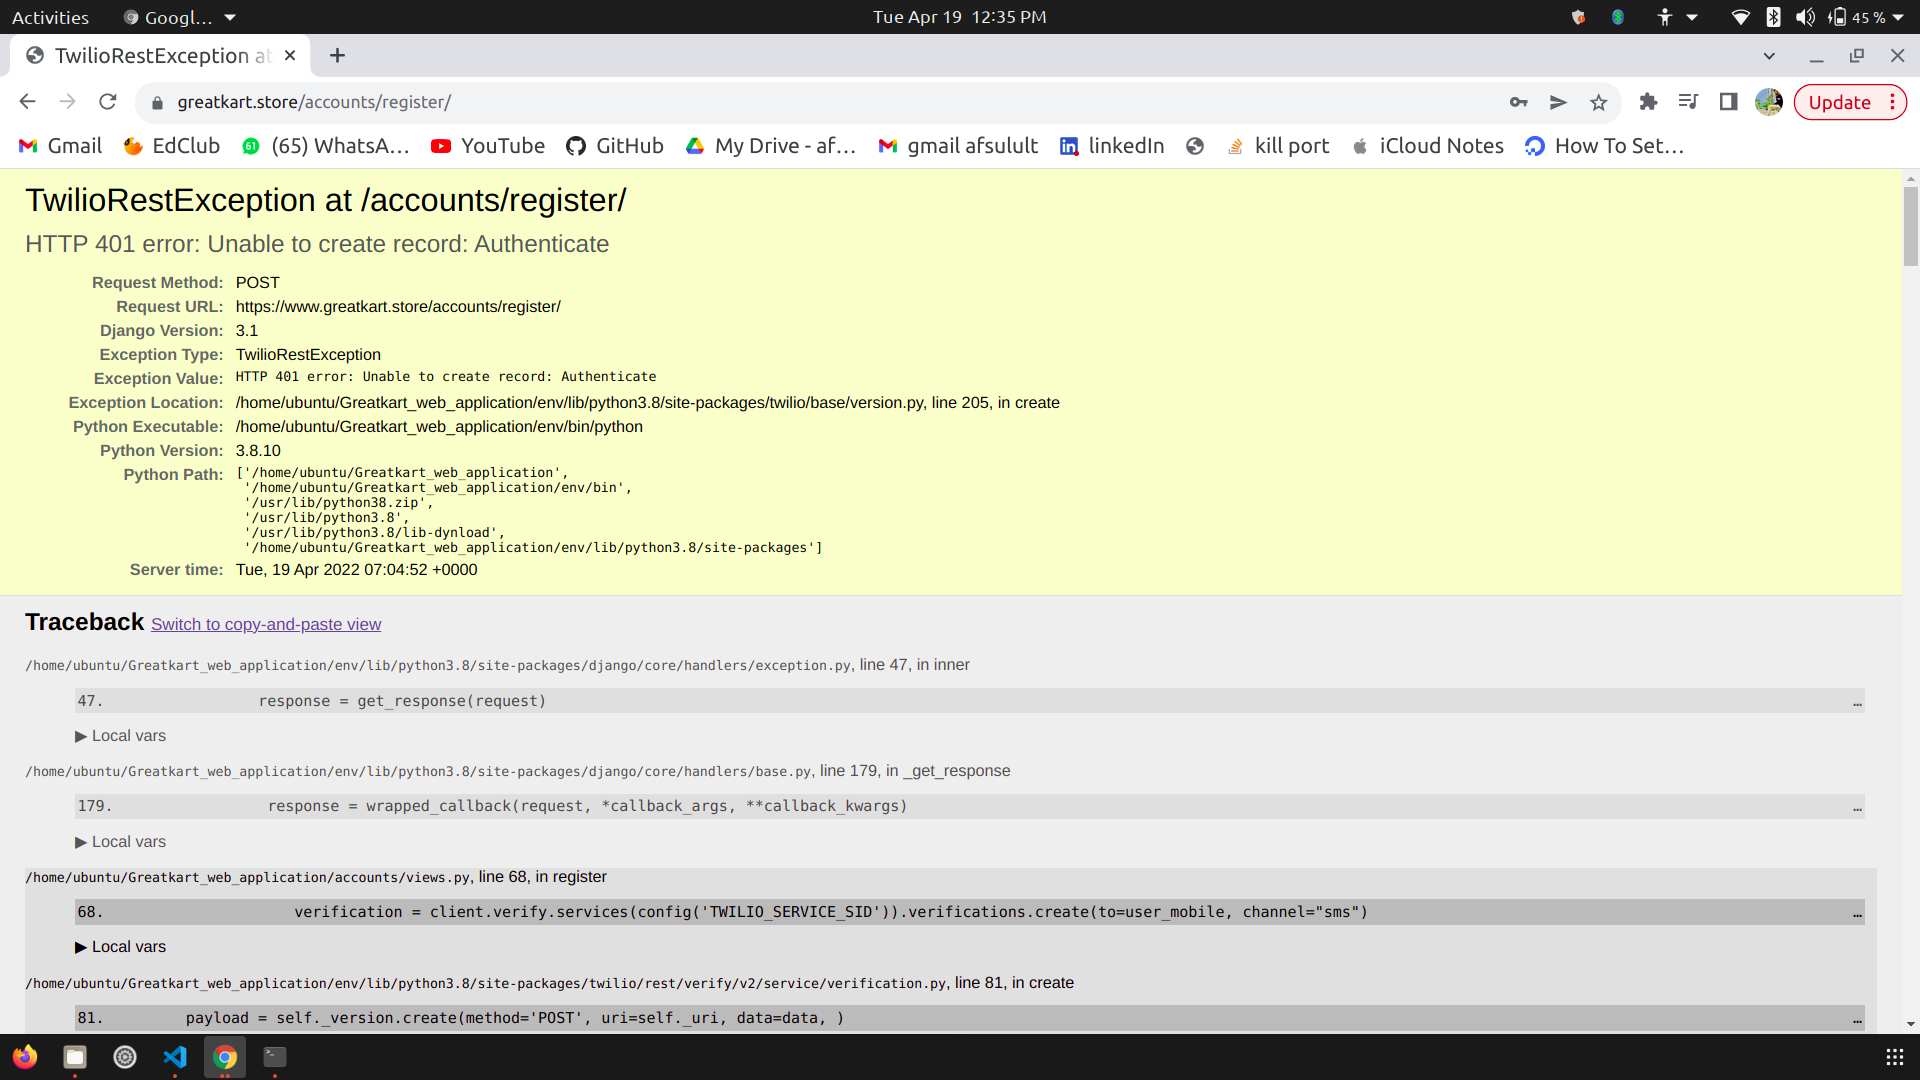 Activities Googl... Tue Apr 19 12:35 PM 45 %
TwilioRestException at
greatkart.store/accounts/register/ Update
Gmail EdClub (65) WhatsA... YouTube GitHub My Drive - af... gmail afsulult linkedIn kill port iCloud Notes How To Set...
TwilioRestException at /accounts/register/
HTTP 401 error: Unable to create record: Authenticate
Request Method: POST
Request URL: https://www.greatkart.store/accounts/register/
Django Version: 3.1
Exception Type: TwilioRestException
Exception Value: HTTP 401 error: Unable to create record: Authenticate
Exception Location: /home/ubuntu/Greatkart_web_application/env/lib/python3.8/site-packages/twilio/base/version.py, line 205, in create
Python Executable: /home/ubuntu/Greatkart_web_application/env/bin/python
Python Version: 3.8.10
Python Path: ['/home/ubuntu/Greatkart_web_application',
'/home/ubuntu/Greatkart_web_application/env/bin',
'/usr/lib/python38.zip',
'/usr/lib/python3.8',
'/usr/lib/python3.8/lib-dynload',
'/home/ubuntu/Greatkart_web_application/env/lib/python3.8/site-packages']
Server time: Tue, 19 Apr 2022 07:04:52 +0000
Traceback Switch to copy-and-paste view
/home/ubuntu/Greatkart_web_application/env/lib/python3.8/site-packages/django/core/handlers/exception.py, line 47, in inner
47. response = get_response(request) …
▶ Local vars
/home/ubuntu/Greatkart_web_application/env/lib/python3.8/site-packages/django/core/handlers/base.py, line 179, in _get_response
179. response = wrapped_callback(request, *callback_args, **callback_kwargs) …
▶ Local vars
/home/ubuntu/Greatkart_web_application/accounts/views.py, line 68, in register
68. verification = client.verify.services(config('TWILIO_SERVICE_SID')).verifications.create(to=user_mobile, channel="sms") …
▶ Local vars
/home/ubuntu/Greatkart_web_application/env/lib/python3.8/site-packages/twilio/rest/verify/v2/service/verification.py, line 81, in create
81. payload = self._version.create(method='POST', uri=self._uri, data=data, ) …